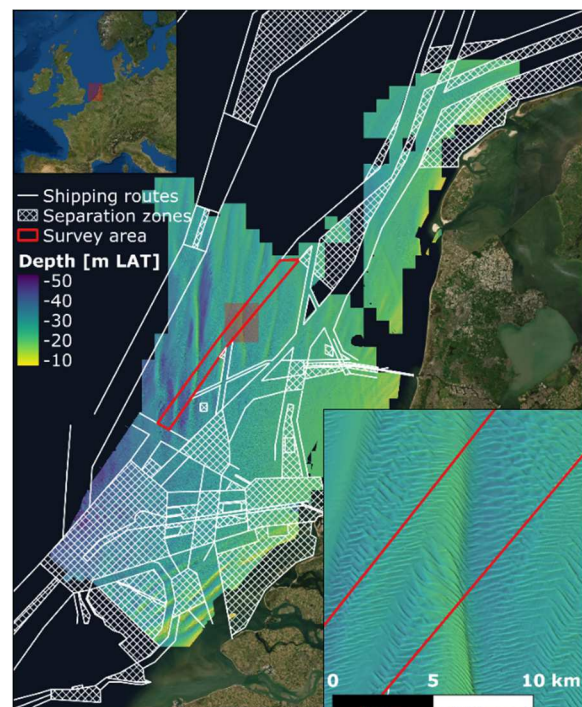 Shipping routes
Separation zones
Survey area
Depth [m LAT]
-50
-40
-30
-20
-10
0 5 10 km